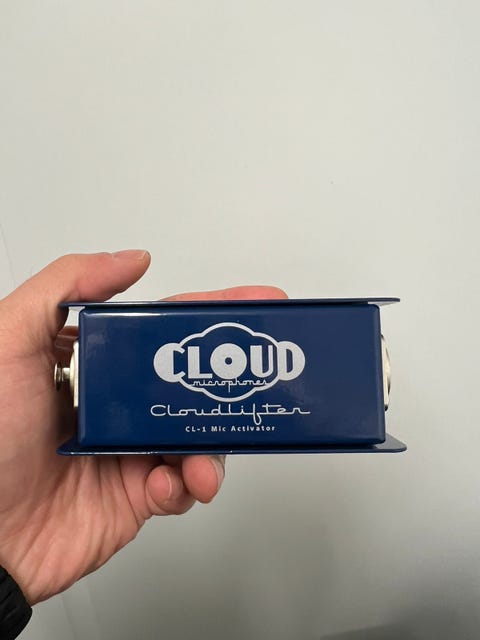 CLOUD
microphones
Cloudlifter
CL-1 Mic Activator